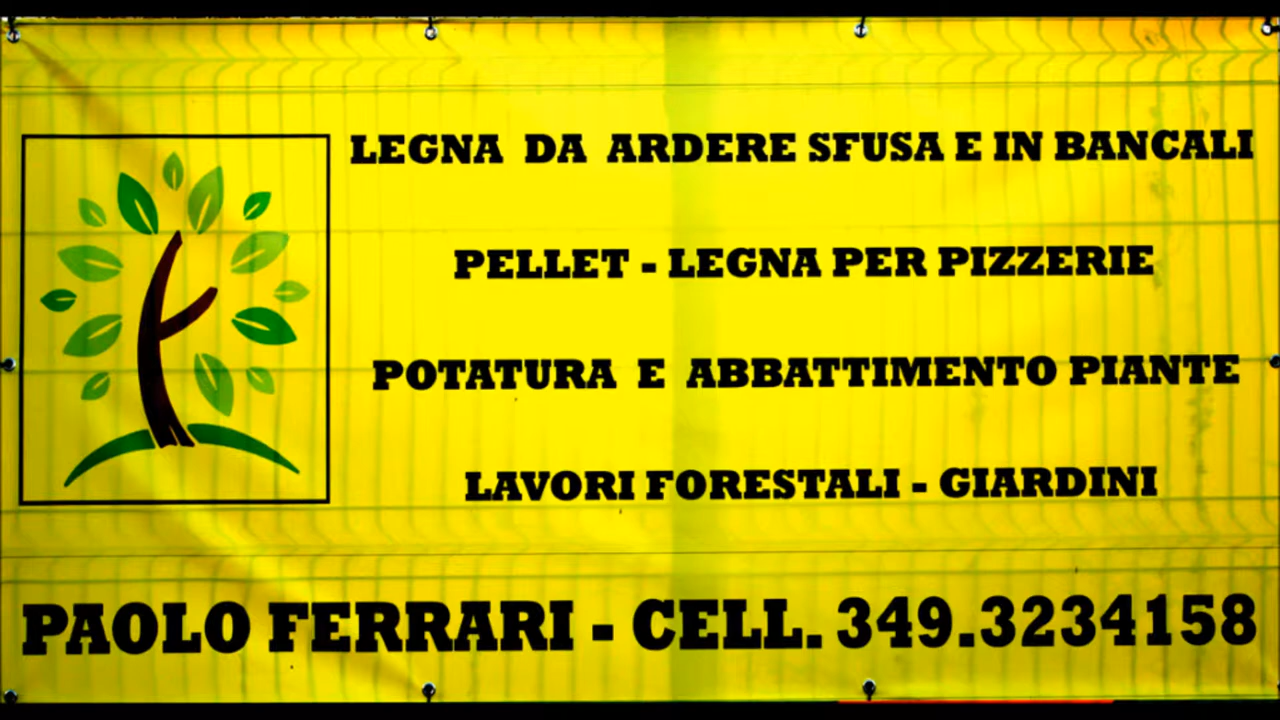 LEGNA DA ARDERE SFUSA E IN BANCALI
PELLET - LEGNA PER PIZZERIE
POTATURA E ABBATTIMENTO PIANTE
LAVORI FORESTALI - GIARDINI
PAOLO FERRARI - CELL. 349.3234158